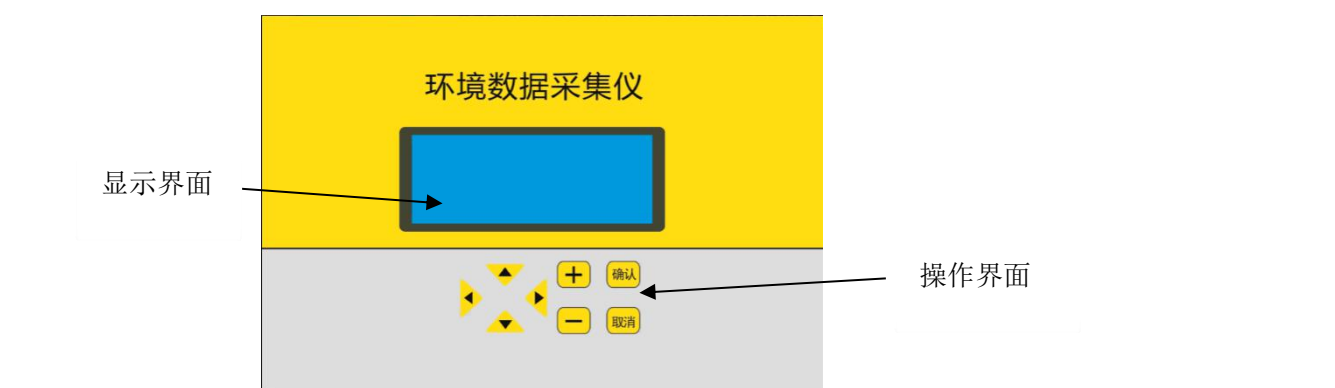 环境数据采集仪
显示界面
确认
操作界面
取消